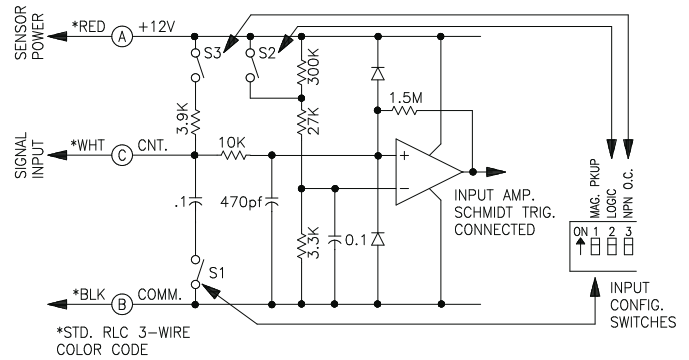 SENSOR
POWER
*RED
A
+12V
S3
S2
300K
3.9K
27K
1.5M
SIGNAL
INPUT
*WHT
C
CNT.
10K
+
−
.1
470pf
3.3K
0.1
INPUT AMP.
SCHMIDT TRIG.
CONNECTED
MAG. PKUP
LOGIC
NPN O.C.
ON 1 2 3
S1
*BLK
B
COMM.
INPUT
CONFIG.
SWITCHES
*STD. RLC 3-WIRE
COLOR CODE